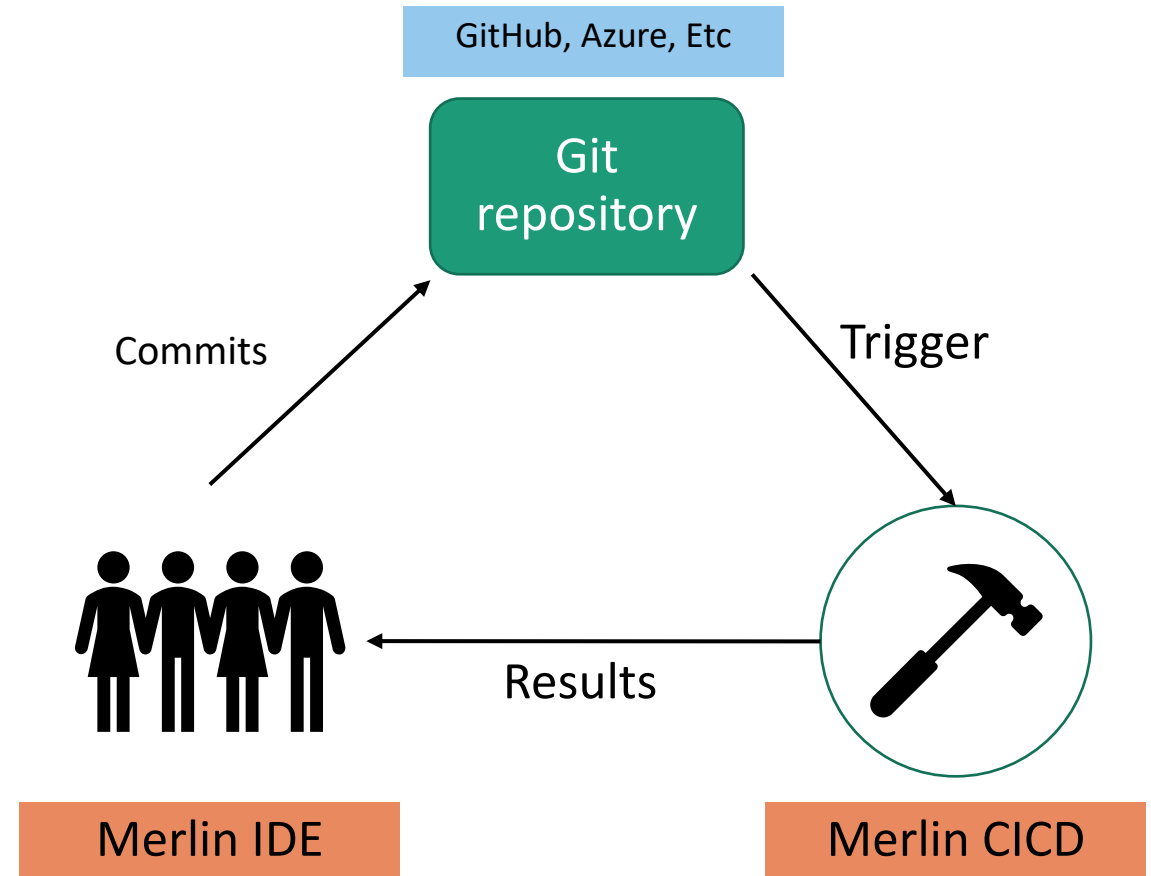 GitHub, Azure, Etc
Git
repository
Commits
Trigger
Results
Merlin IDE
Merlin CICD